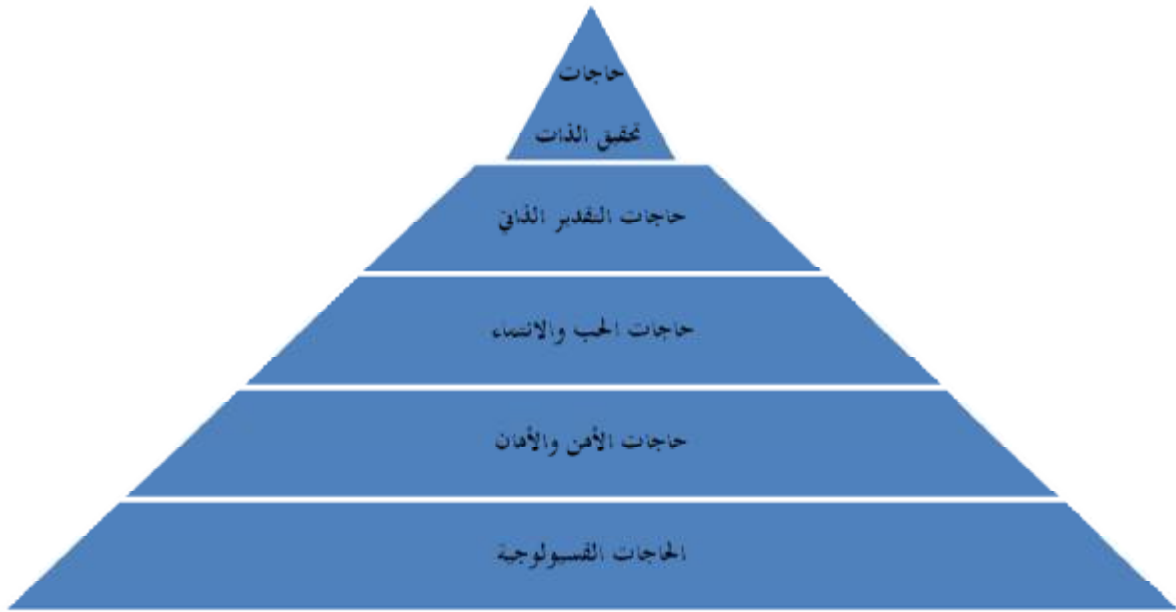 حاجات
تحقيق الذات
حاجات التقدير الذاتي
حاجات الحب والانتماء
حاجات الأمن والأمان
الحاجات الفسيولوجية